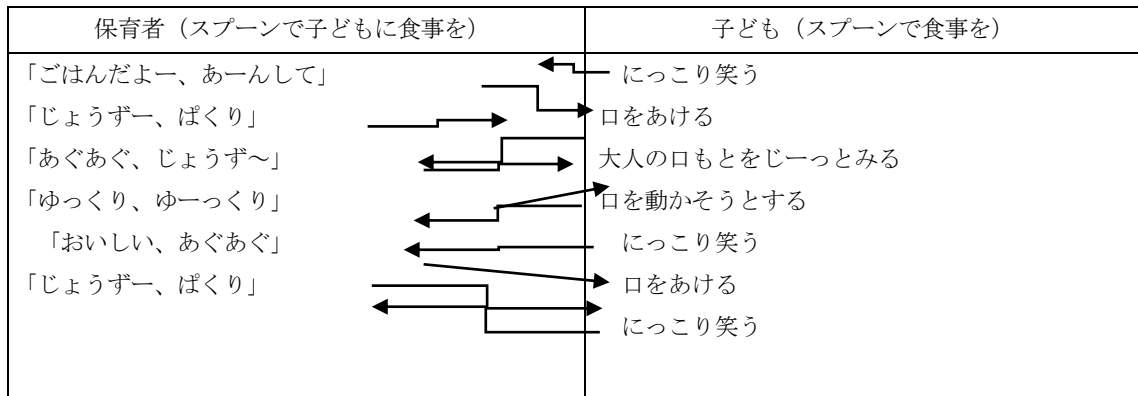 保育者（スプーンで子どもに食事を）
子ども（スプーンで食事を）
「ごはんだよー、あーんして」
にっこり笑う
「じょうずー、ぱくり」
口をあける
「あぐあぐ、じょうず～」
大人の口もとをじーっとみる
「ゆっくり、ゆーっくり」
口を動かそうとする
「おいしい、あぐあぐ」
にっこり笑う
「じょうずー、ぱくり」
口をあける
にっこり笑う